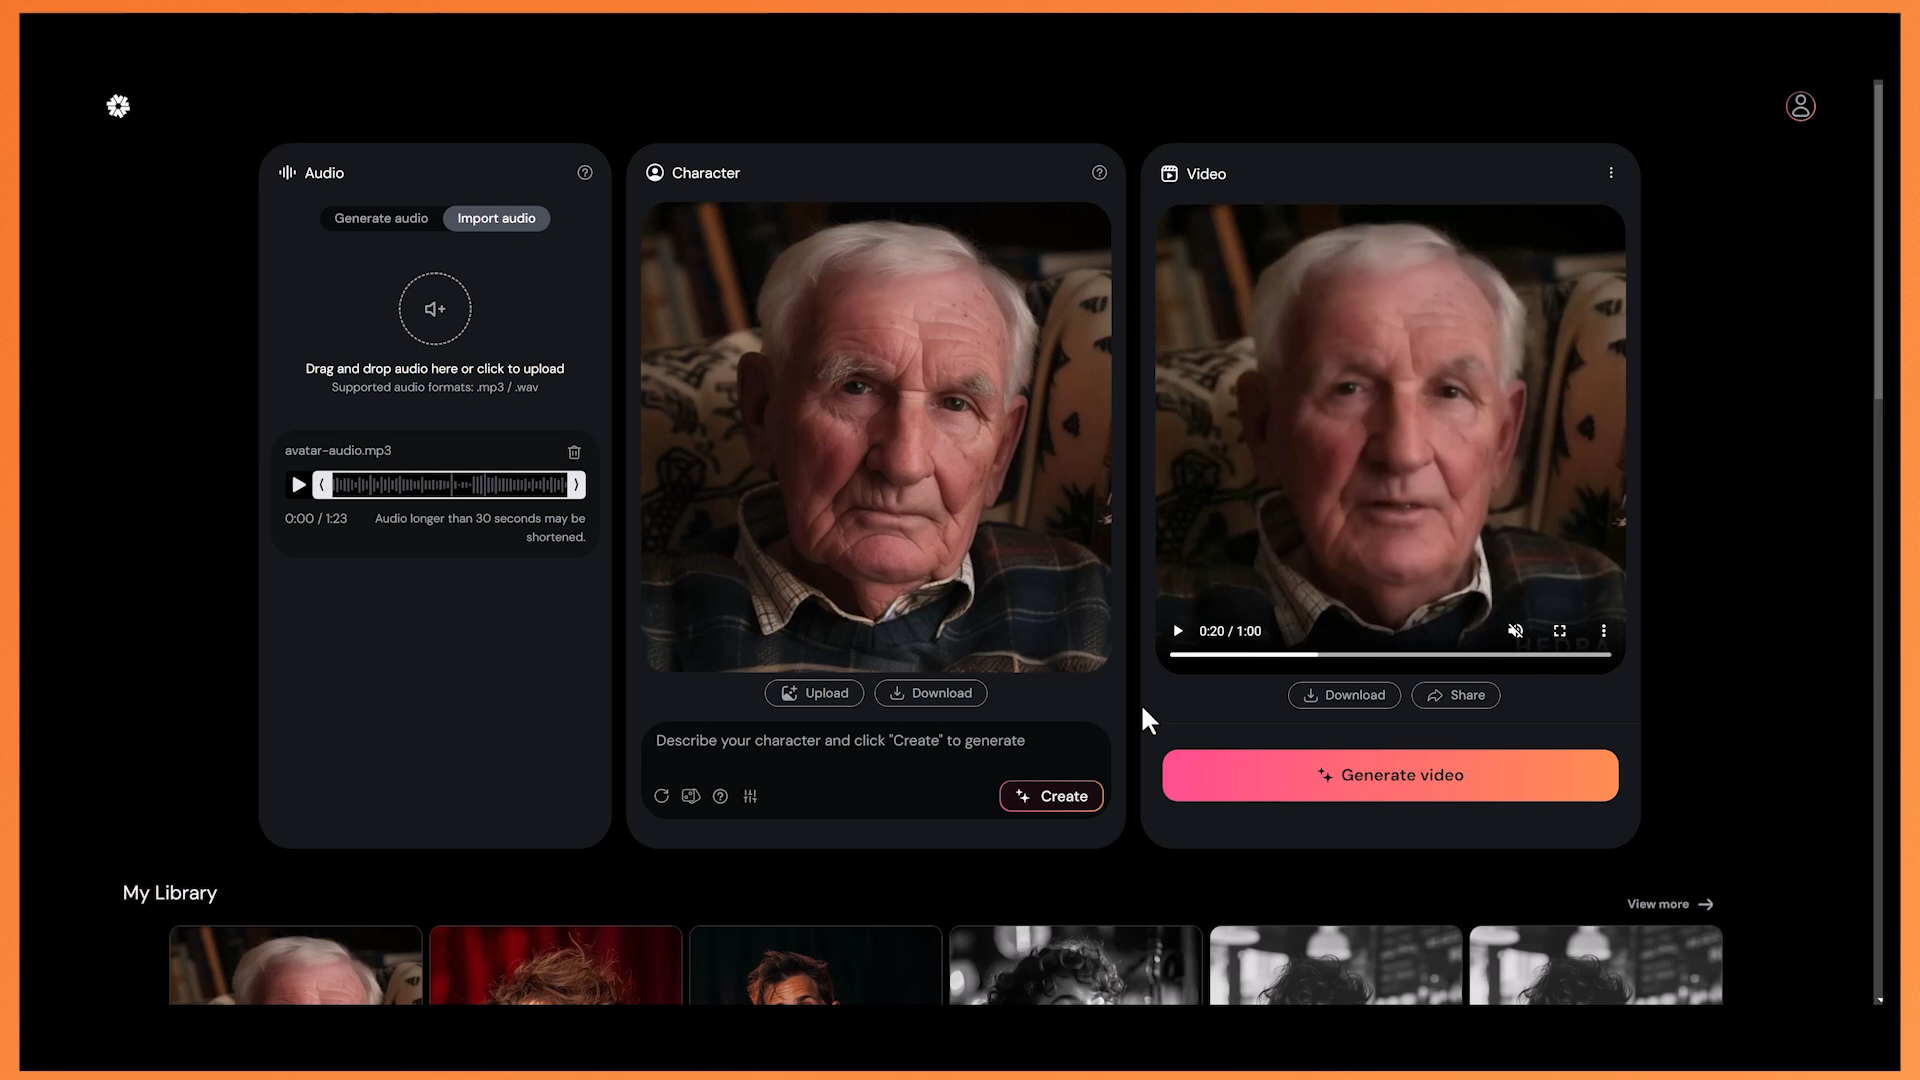 Audio
Generate audio
Import audio
Drag and drop audio here or click to upload
Supported audio formats: .mp3 / .wav
avatar-audio.mp3
0:00 / 1:23
Audio longer than 30 seconds may be
shortened.
Character
Upload
Download
Describe your character and click "Create" to generate
Create
Video
0:20 / 1:00
HEDRA
Download
Share
Generate video
My Library
View more